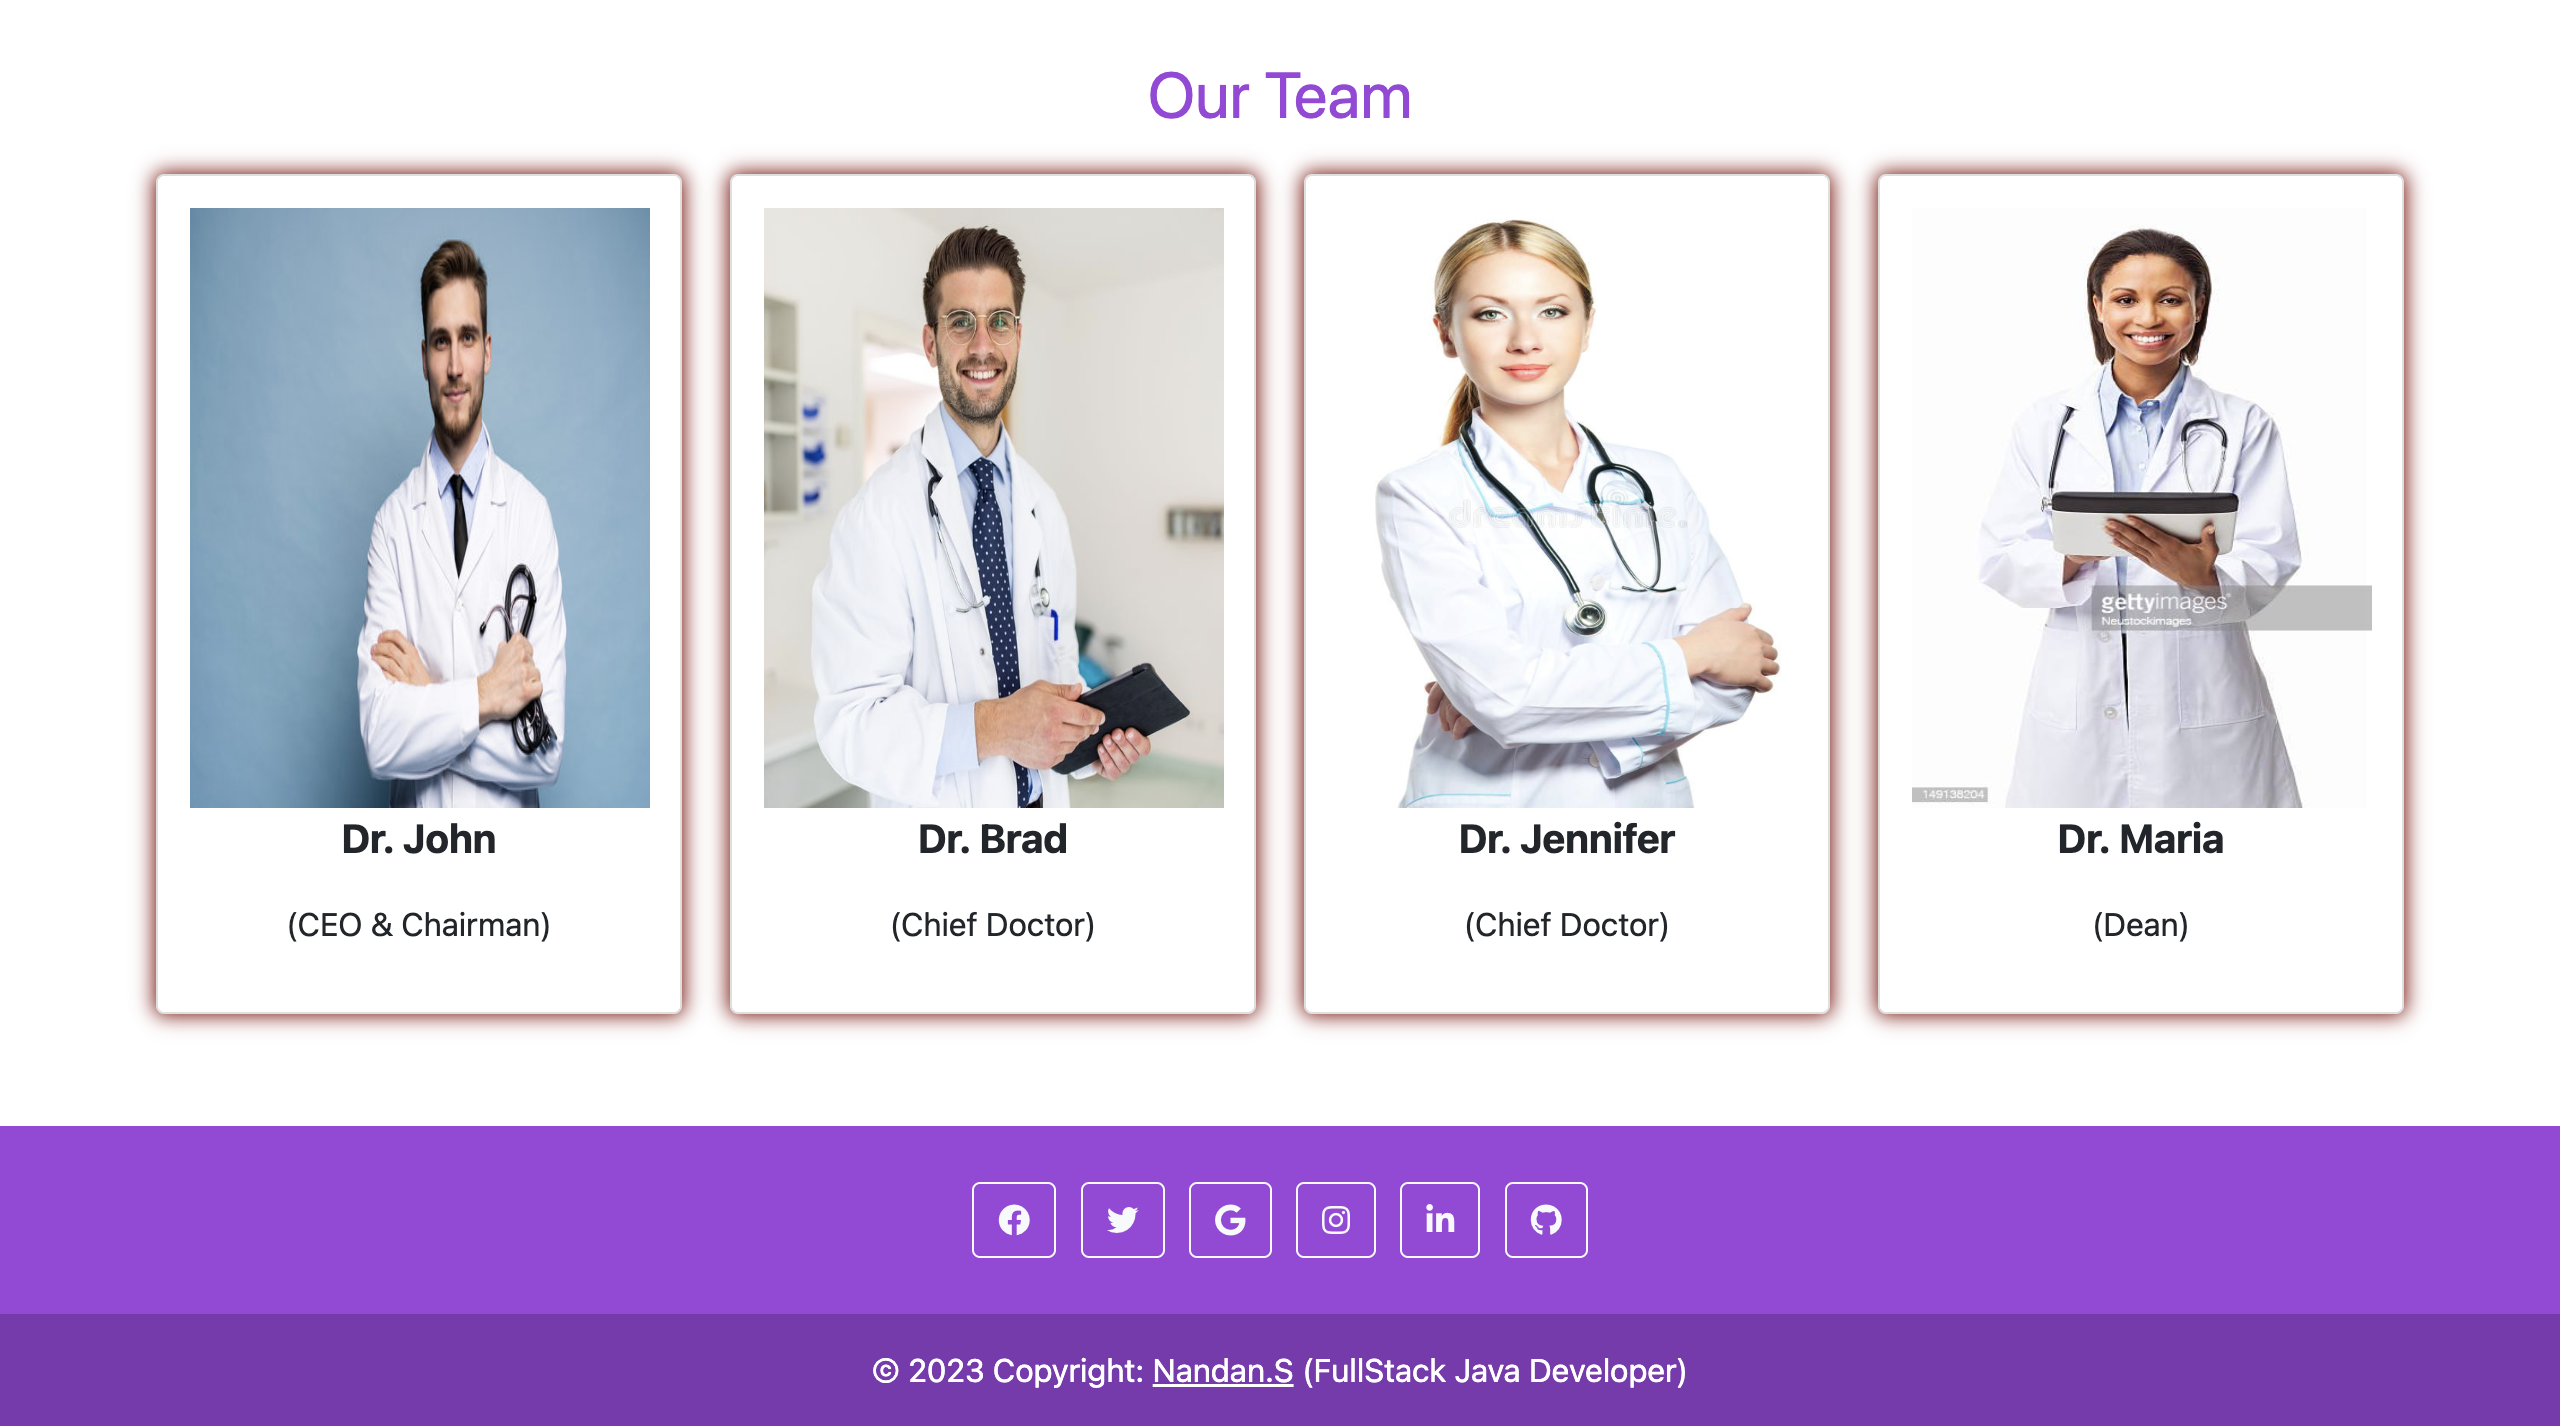 Our Team
dreamstime.
gettyimages®
Neustockimages
149138204
Dr. John
Dr. Brad
Dr. Jennifer
Dr. Maria
(CEO & Chairman)
(Chief Doctor)
(Chief Doctor)
(Dean)
© 2023 Copyright: Nandan.S (FullStack Java Developer)